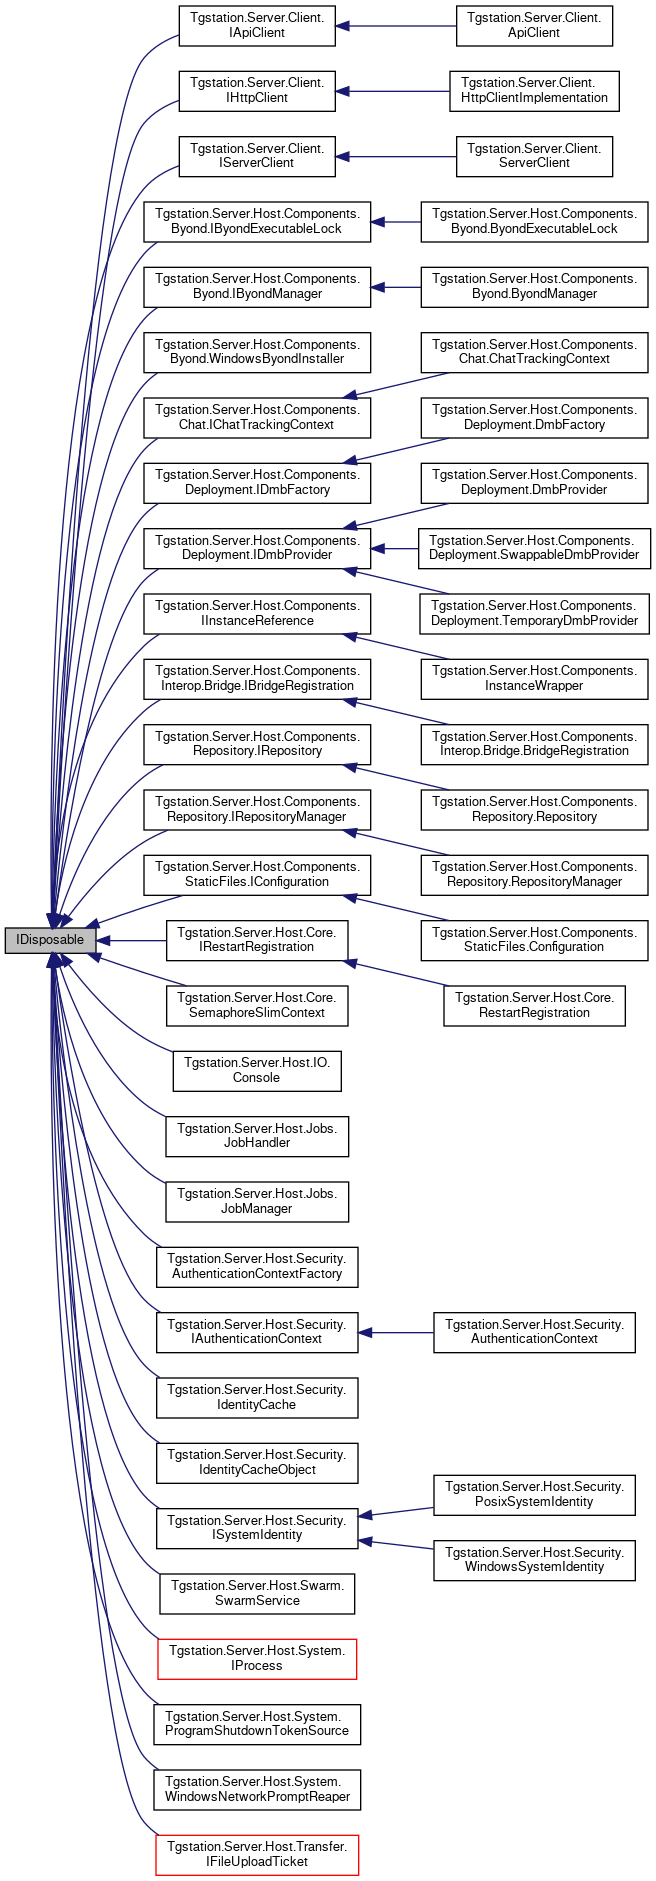 Tgstation.Server.Client.
IApiClient
Tgstation.Server.Client.
ApiClient
Tgstation.Server.Client.
IHttpClient
Tgstation.Server.Client.
HttpClientImplementation
Tgstation.Server.Client.
IServerClient
Tgstation.Server.Client.
ServerClient
Tgstation.Server.Host.Components.
Byond.IByondExecutableLock
Tgstation.Server.Host.Components.
Byond.ByondExecutableLock
Tgstation.Server.Host.Components.
Byond.IByondManager
Tgstation.Server.Host.Components.
Byond.ByondManager
Tgstation.Server.Host.Components.
Byond.WindowsByondInstaller
Tgstation.Server.Host.Components.
Chat.ChatTrackingContext
Tgstation.Server.Host.Components.
Chat.IChatTrackingContext
Tgstation.Server.Host.Components.
Deployment.DmbFactory
Tgstation.Server.Host.Components.
Deployment.IDmbFactory
Tgstation.Server.Host.Components.
Deployment.DmbProvider
Tgstation.Server.Host.Components.
Deployment.IDmbProvider
Tgstation.Server.Host.Components.
Deployment.SwappableDmbProvider
Tgstation.Server.Host.Components.
IInstanceReference
Tgstation.Server.Host.Components.
Deployment.TemporaryDmbProvider
Tgstation.Server.Host.Components.
Interop.Bridge.IBridgeRegistration
Tgstation.Server.Host.Components.
InstanceWrapper
Tgstation.Server.Host.Components.
Repository.IRepository
Tgstation.Server.Host.Components.
Interop.Bridge.BridgeRegistration
Tgstation.Server.Host.Components.
Repository.IRepositoryManager
Tgstation.Server.Host.Components.
Repository.Repository
Tgstation.Server.Host.Components.
StaticFiles.IConfiguration
Tgstation.Server.Host.Components.
Repository.RepositoryManager
IDisposable
Tgstation.Server.Host.Core.
IRestartRegistration
Tgstation.Server.Host.Components.
StaticFiles.Configuration
Tgstation.Server.Host.Core.
SemaphoreSlimContext
Tgstation.Server.Host.Core.
RestartRegistration
Tgstation.Server.Host.IO.
Console
Tgstation.Server.Host.Jobs.
JobHandler
Tgstation.Server.Host.Jobs.
JobManager
Tgstation.Server.Host.Security.
AuthenticationContextFactory
Tgstation.Server.Host.Security.
IAuthenticationContext
Tgstation.Server.Host.Security.
AuthenticationContext
Tgstation.Server.Host.Security.
IdentityCache
Tgstation.Server.Host.Security.
IdentityCacheObject
Tgstation.Server.Host.Security.
PosixSystemIdentity
Tgstation.Server.Host.Security.
ISystemIdentity
Tgstation.Server.Host.Security.
WindowsSystemIdentity
Tgstation.Server.Host.Swarm.
SwarmService
Tgstation.Server.Host.System.
IProcess
Tgstation.Server.Host.System.
ProgramShutdownTokenSource
Tgstation.Server.Host.System.
WindowsNetworkPromptReaper
Tgstation.Server.Host.Transfer.
IFileUploadTicket